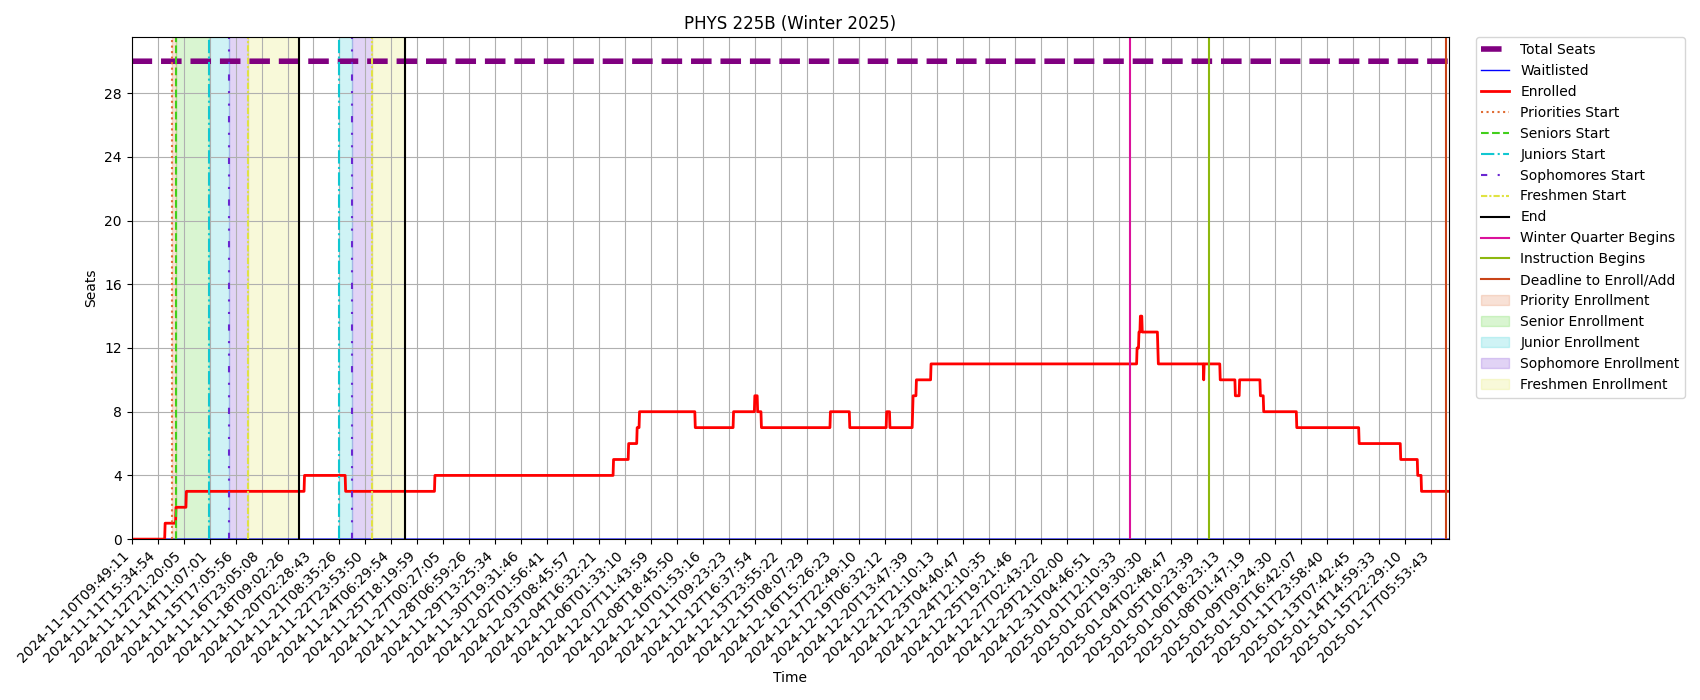 PHYS 225B (Winter 2025)
Seats
28
24
20
16
12
8
4
0
2024-11-10T09:49:11
2024-11-11T15:34:54
2024-11-12T21:20:05
2024-11-14T11:07:01
2024-11-15T17:05:56
2024-11-16T23:05:08
2024-11-18T09:02:26
2024-11-20T02:28:43
2024-11-21T08:35:26
2024-11-22T23:53:50
2024-11-24T06:29:54
2024-11-25T18:19:59
2024-11-27T00:27:05
2024-11-28T06:59:26
2024-11-29T13:25:34
2024-11-30T19:31:46
2024-12-02T01:56:41
2024-12-03T08:45:57
2024-12-04T16:32:21
2024-12-06T01:33:10
2024-12-07T11:43:59
2024-12-08T18:45:50
2024-12-10T01:53:16
2024-12-11T09:23:23
2024-12-12T16:37:54
2024-12-13T23:55:22
2024-12-15T08:07:29
2024-12-16T15:26:23
2024-12-17T22:49:10
2024-12-19T06:32:12
2024-12-20T13:47:39
2024-12-21T21:10:13
2024-12-23T04:40:47
2024-12-24T12:10:35
2024-12-25T19:21:46
2024-12-27T02:43:22
2024-12-29T21:02:00
2024-12-31T04:46:51
2025-01-01T12:10:33
2025-01-02T19:30:30
2025-01-04T02:48:47
2025-01-05T10:23:39
2025-01-06T18:23:13
2025-01-08T01:47:19
2025-01-09T09:24:30
2025-01-10T16:42:07
2025-01-11T23:58:40
2025-01-13T07:42:45
2025-01-14T14:59:33
2025-01-15T22:29:10
2025-01-17T05:53:43
Time
Total Seats
Waitlisted
Enrolled
Priorities Start
Seniors Start
Juniors Start
Sophomores Start
Freshmen Start
End
Winter Quarter Begins
Instruction Begins
Deadline to Enroll/Add
Priority Enrollment
Senior Enrollment
Junior Enrollment
Sophomore Enrollment
Freshmen Enrollment